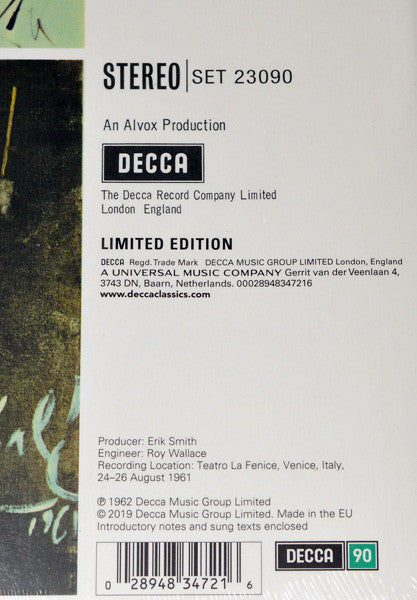 STEREO | SET 23090
An Alvox Production
DECCA
The Decca Record Company Limited
London England
LIMITED EDITION
DECCA Regd. Trade Mark DECCA MUSIC GROUP LIMITED London, England
A UNIVERSAL MUSIC COMPANY Gerrit van der Veenlaan 4,
3743 DN, Baarn, Netherlands. 00028948347216
www.deccaclassics.com
Producer: Erik Smith
Engineer: Roy Wallace
Recording Location: Teatro La Fenice, Venice, Italy,
24–26 August 1961
℗ 1962 Decca Music Group Limited
© 2019 Decca Music Group Limited. Made in the EU
Introductory notes and sung texts enclosed
DECCA 90
0 28948 34721 6